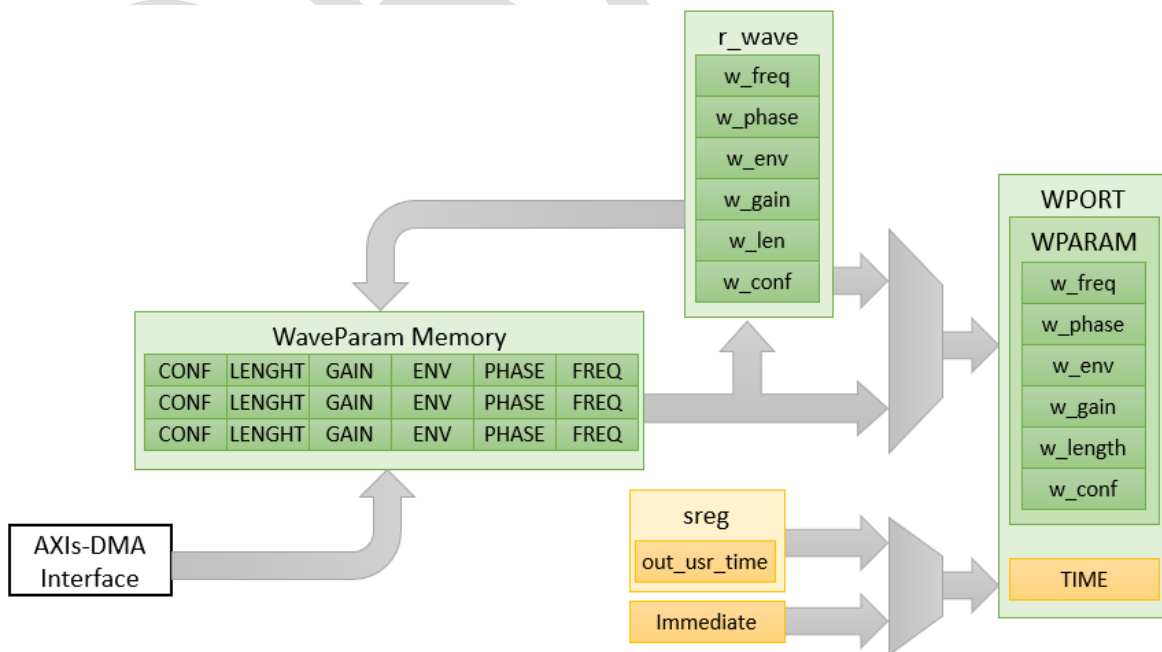 r_wave
w_freq
w_phase
w_env
w_gain
w_len
w_conf
WPORT
WPARAM
w_freq
w_phase
w_env
w_gain
w_length
w_conf
TIME
WaveParam Memory
CONF LENGHT GAIN ENV PHASE FREQ
CONF LENGHT GAIN ENV PHASE FREQ
CONF LENGHT GAIN ENV PHASE FREQ
AXIs-DMA
Interface
sreg
out_usr_time
Immediate